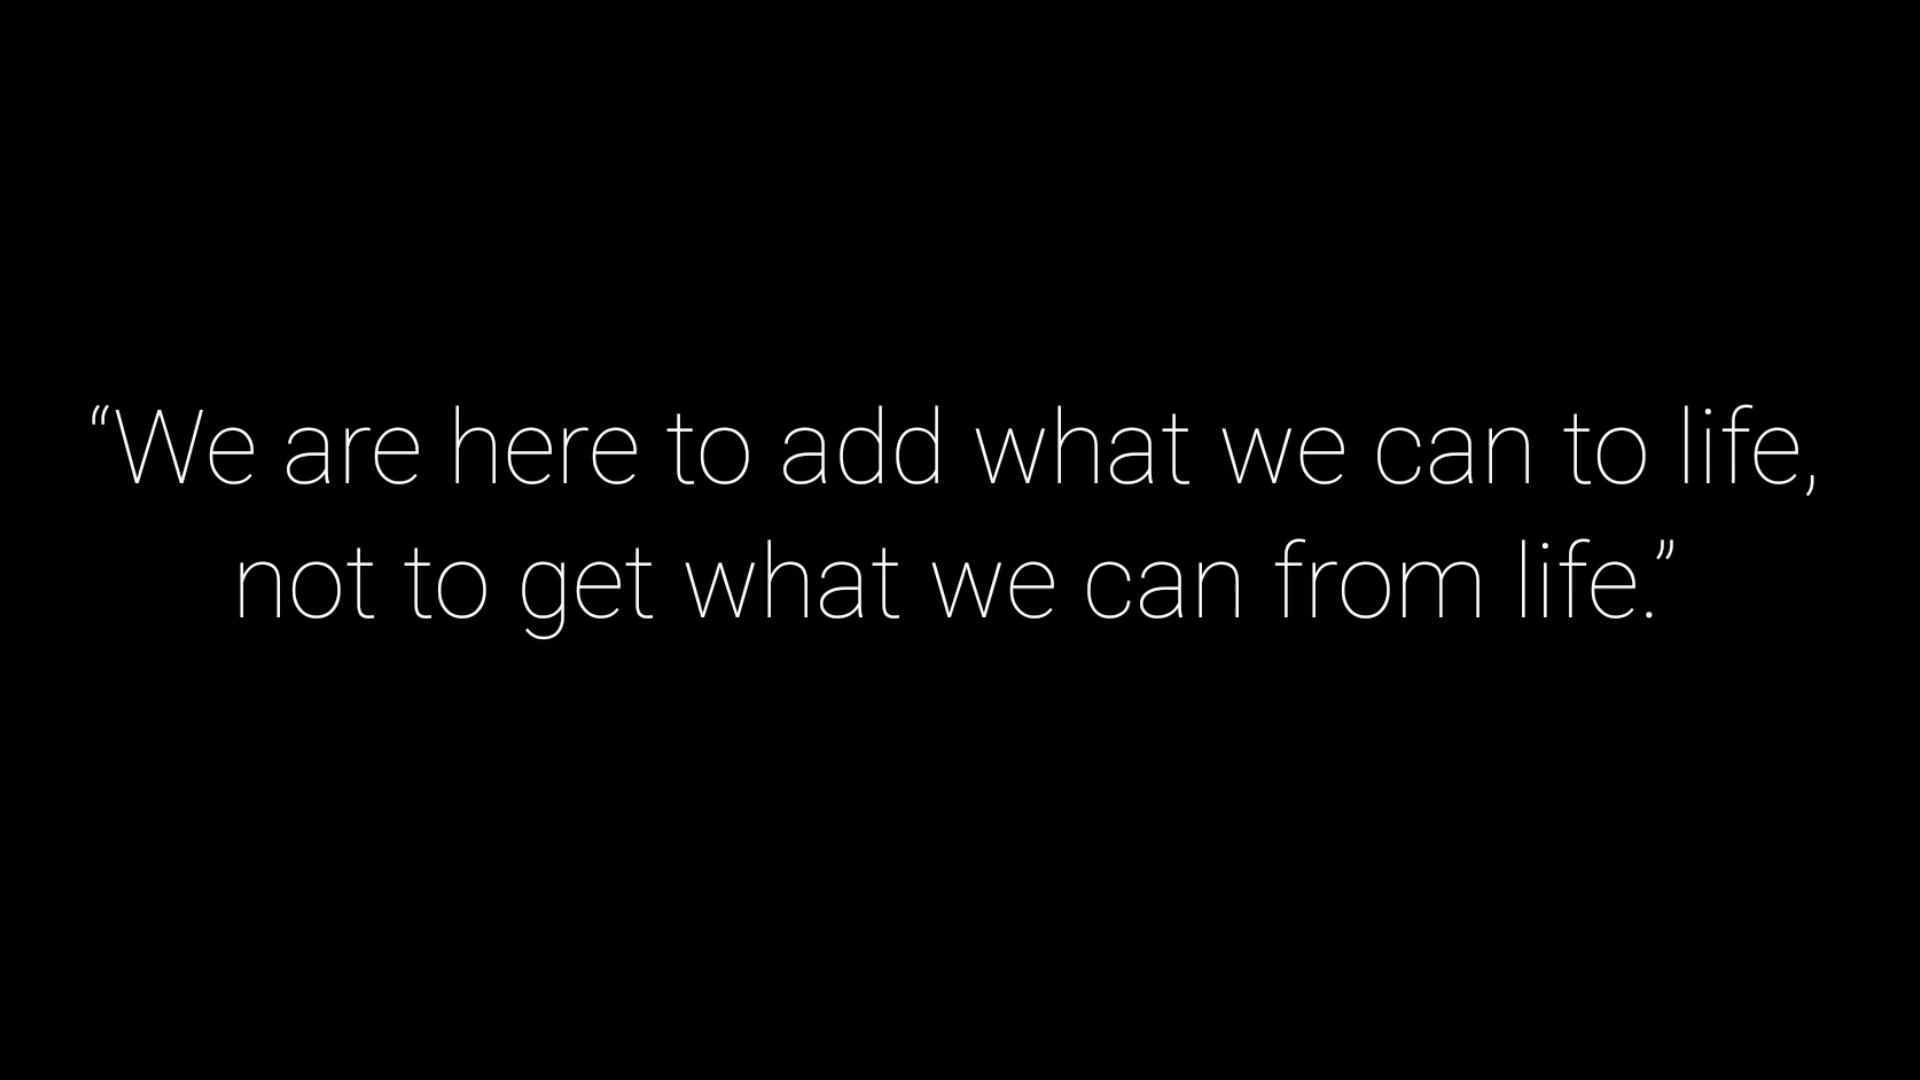 “We are here to add what we can to life,
not to get what we can from life.”